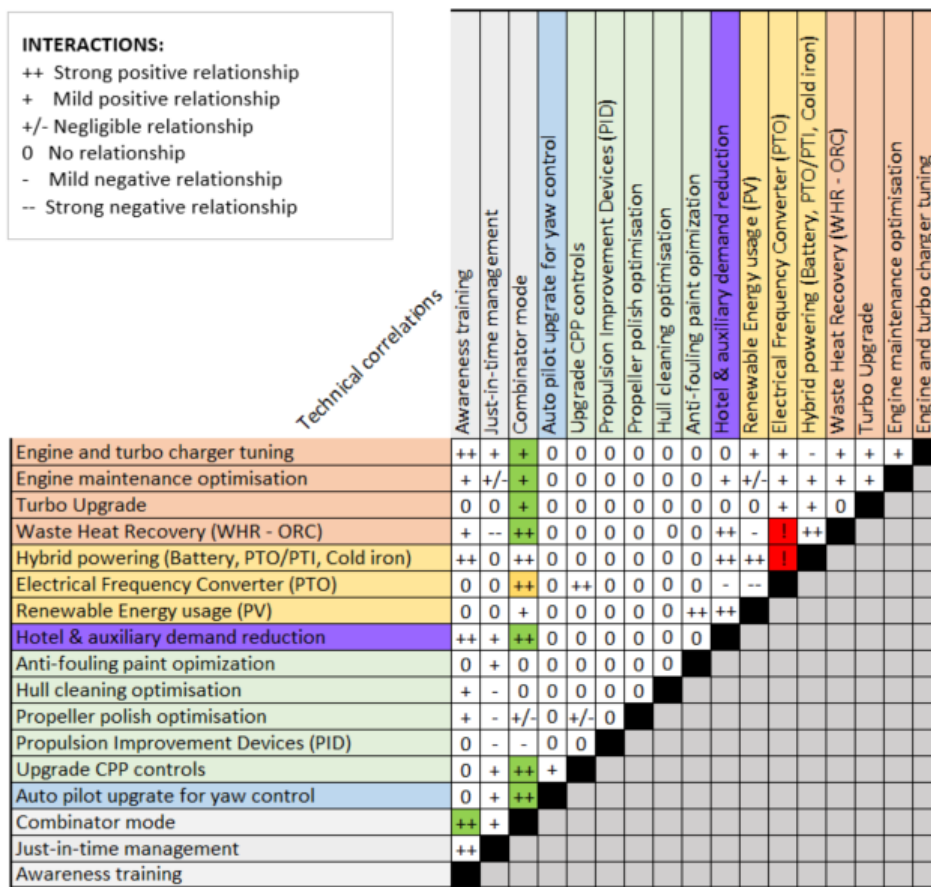 INTERACTIONS:
++ Strong positive relationship
+ Mild positive relationship
+/- Negligible relationship
0 No relationship
- Mild negative relationship
-- Strong negative relationship
Technical correlations
Awareness training
Just-in-time management
Combinator mode
Auto pilot upgrate for yaw control
Upgrade CPP controls
Propulsion Improvement Devices (PID)
Propeller polish optimisation
Hull cleaning optimisation
Anti-fouling paint opimization
Hotel & auxiliary demand reduction
Renewable Energy usage (PV)
Electrical Frequency Converter (PTO)
Hybrid powering (Battery, PTO/PTI, Cold iron)
Waste Heat Recovery (WHR - ORC)
Turbo Upgrade
Engine maintenance optimisation
Engine and turbo charger tuning
Engine and turbo charger tuning ++ + + 0 0 0 0 0 0 0 + + - + + +
Engine maintenance optimisation + +/- + 0 0 0 0 0 0 + +/- + + + +
Turbo Upgrade 0 0 + 0 0 0 0 0 0 0 0 + + 0
Waste Heat Recovery (WHR - ORC) + -- ++ 0 0 0 0 0 0 ++ - ! ++
Hybrid powering (Battery, PTO/PTI, Cold iron) ++ 0 ++ 0 0 0 0 0 0 ++ ++ !
Electrical Frequency Converter (PTO) 0 0 ++ 0 ++ 0 0 0 0 - --
Renewable Energy usage (PV) 0 0 + 0 0 0 0 0 ++ ++
Hotel & auxiliary demand reduction ++ + ++ 0 0 0 0 0 0
Anti-fouling paint opimization 0 + 0 0 0 0 0 0
Hull cleaning optimisation + - 0 0 0 0 0
Propeller polish optimisation + - +/- 0 +/- 0
Propulsion Improvement Devices (PID) 0 - - 0 0
Upgrade CPP controls 0 + ++ +
Auto pilot upgrate for yaw control 0 + ++
Combinator mode ++ +
Just-in-time management ++
Awareness training